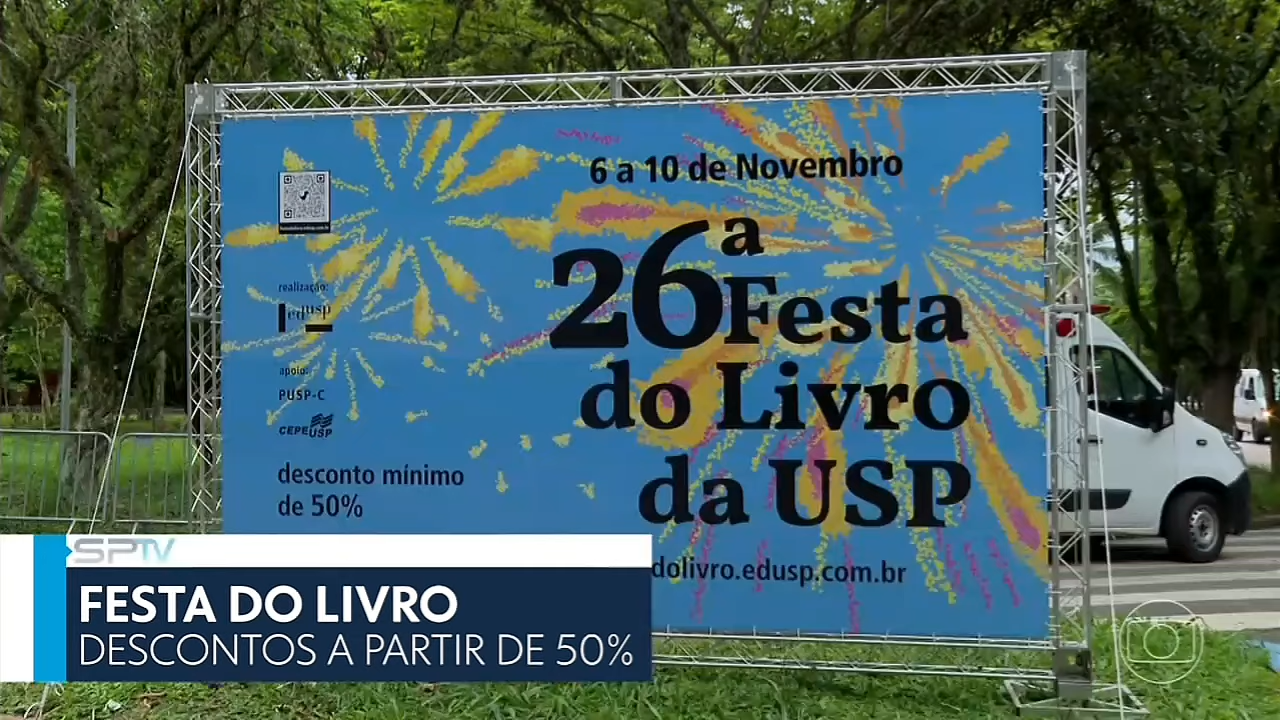 6 a 10 de Novembro
26ª Festa
do Livro
da USP
dolivro.edusp.com.br
realização:
edusp
apoio:
PUSP-C
CEPEUSP
desconto mínimo
de 50%
SPTV
FESTA DO LIVRO
DESCONTOS A PARTIR DE 50%